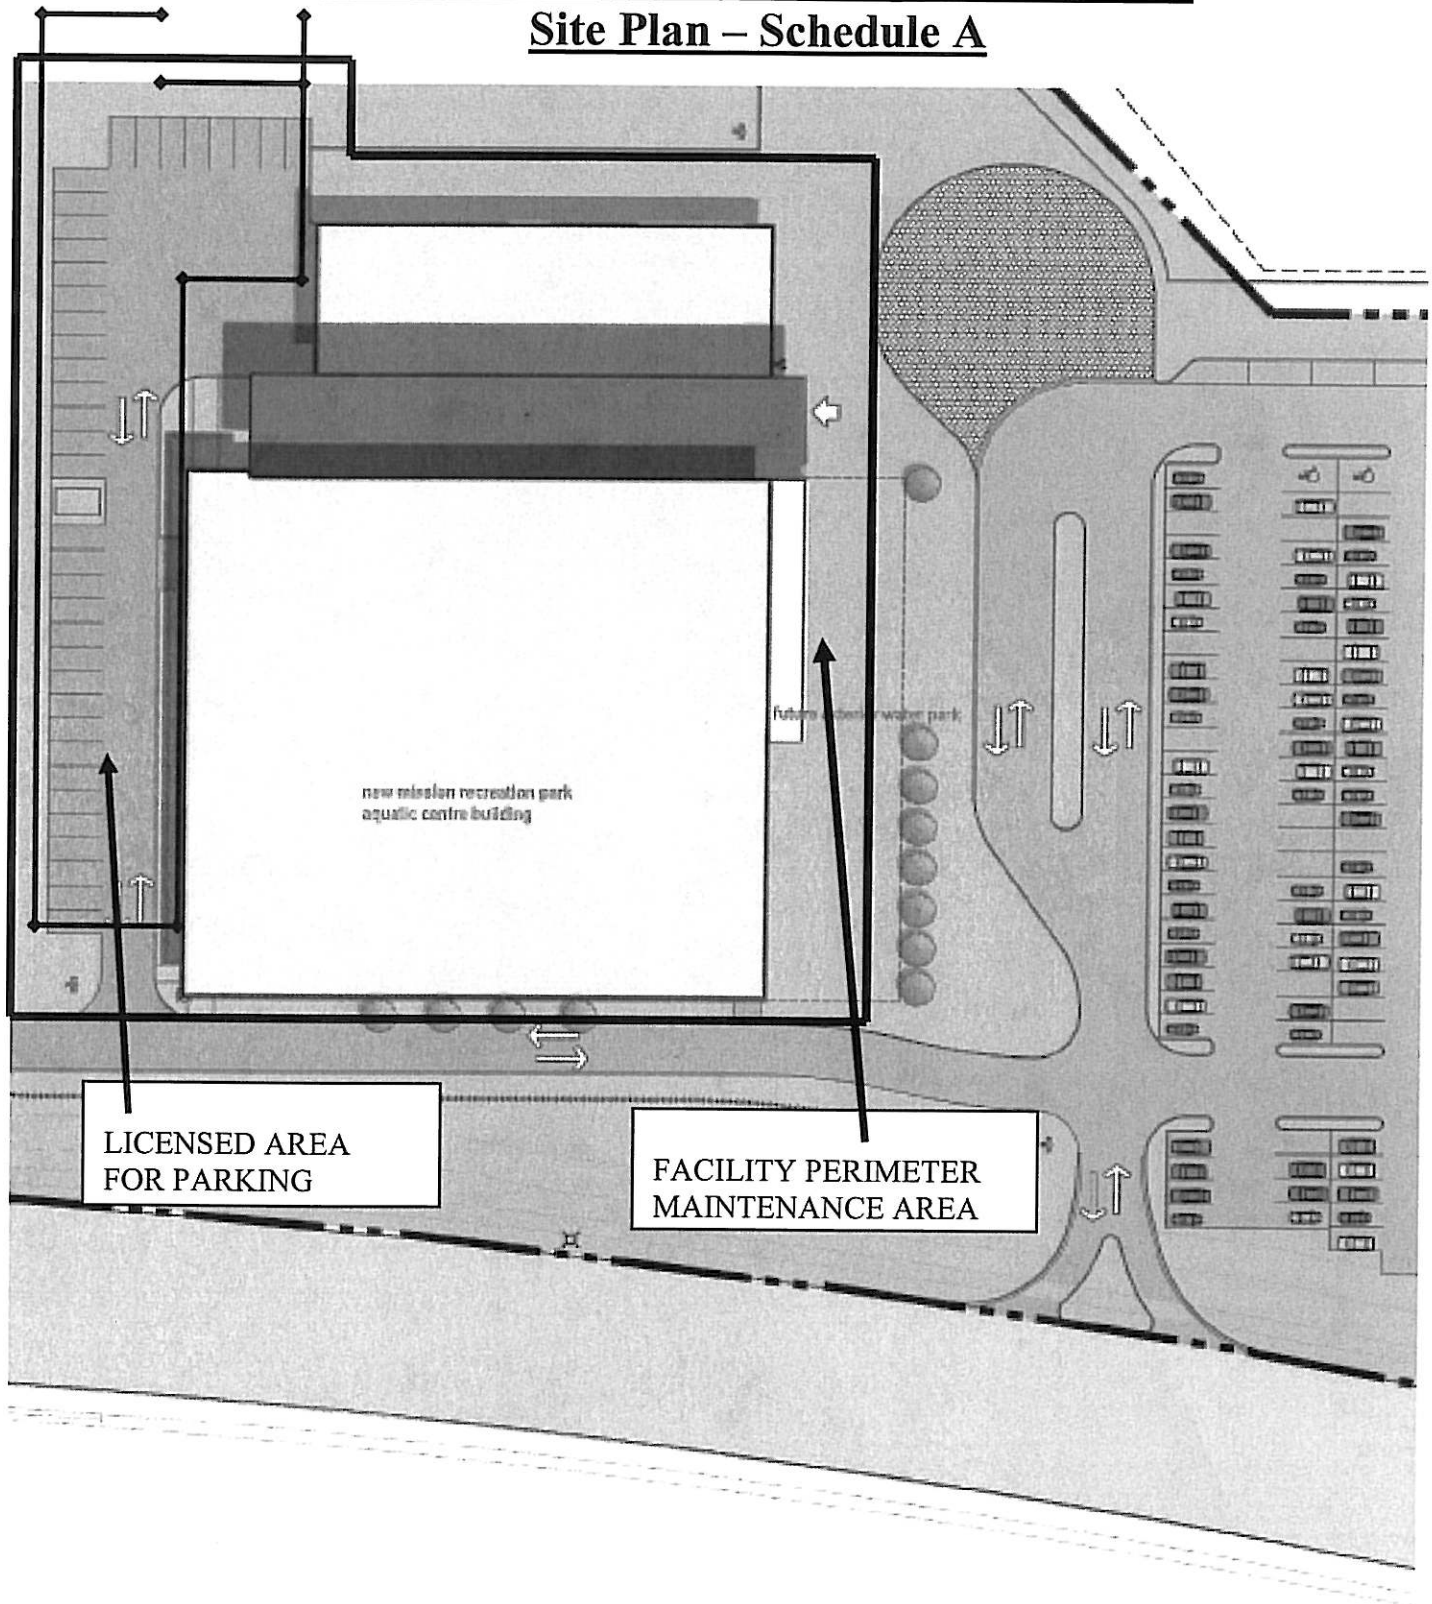 Site Plan – Schedule A
future exterior water park
new mission recreation park
aquatic centre building
LICENSED AREA
FOR PARKING
FACILITY PERIMETER
MAINTENANCE AREA